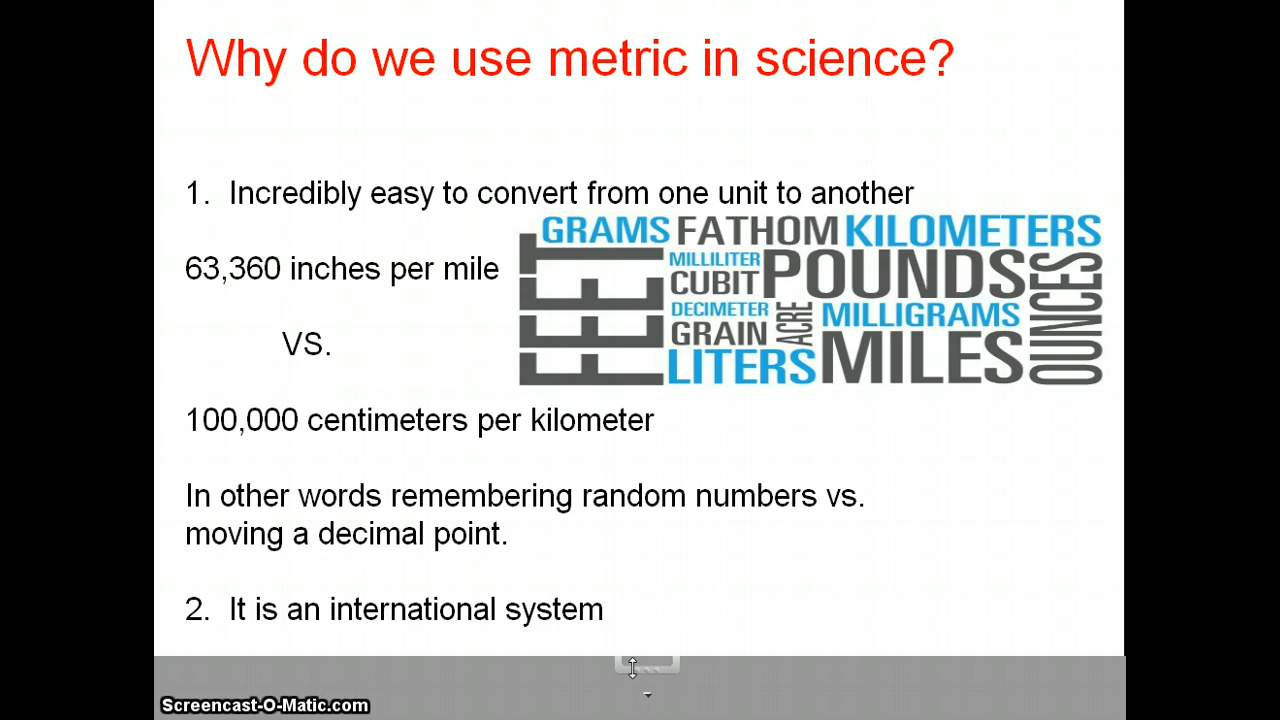 Why do we use metric in science?
1. Incredibly easy to convert from one unit to another
GRAMS FATHOM KILOMETERS
FEET
MILLILITER
CUBIT
POUNDS
OUNCES
DECIMETER
GRAIN
ACRE
MILLIGRAMS
LITERS
MILES
63,360 inches per mile
VS.
100,000 centimeters per kilometer
In other words remembering random numbers vs.
moving a decimal point.
2. It is an international system
Screencast-O-Matic.com